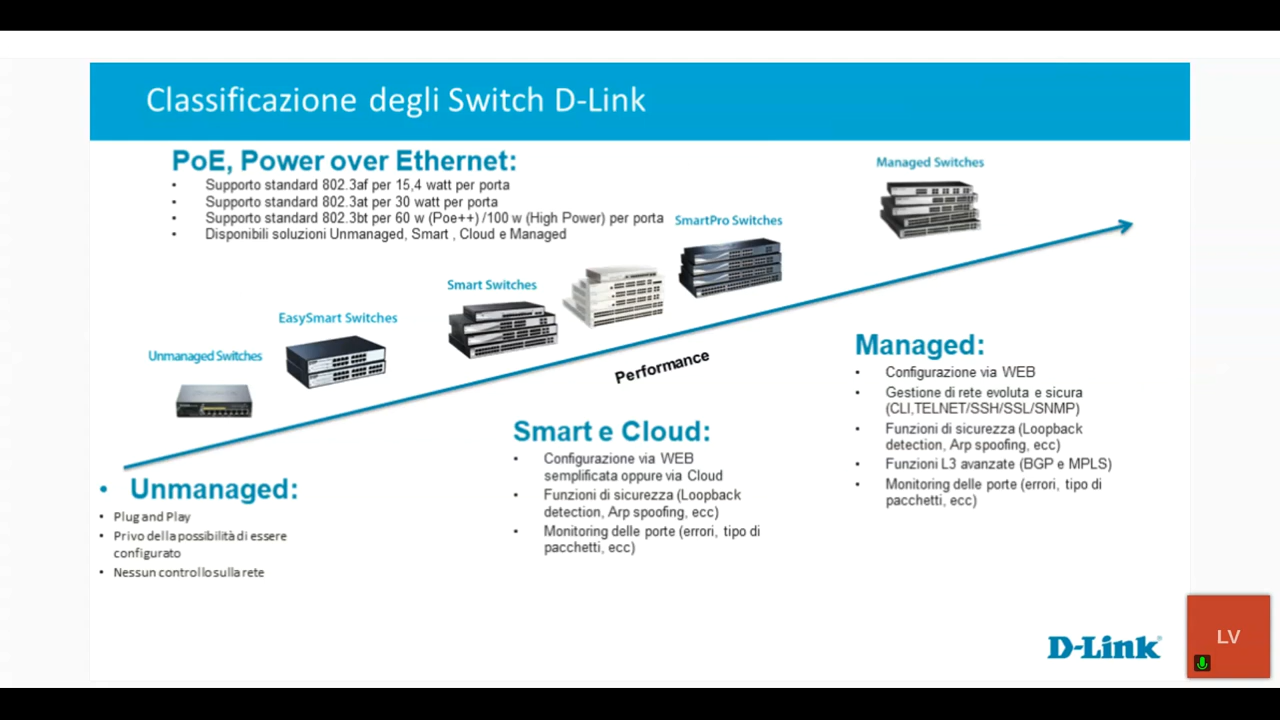 Classificazione degli Switch D-Link
PoE, Power over Ethernet:
• Supporto standard 802.3af per 15,4 watt per porta
• Supporto standard 802.3at per 30 watt per porta
• Supporto standard 802.3bt per 60 w (Poe++) /100 w (High Power) per porta
• Disponibili soluzioni Unmanaged, Smart , Cloud e Managed
Managed Switches
SmartPro Switches
Smart Switches
EasySmart Switches
Unmanaged Switches
Performance
• Unmanaged:
• Plug and Play
• Privo della possibilità di essere
configurato
• Nessun controllo sulla rete
Smart e Cloud:
• Configurazione via WEB
semplificata oppure via Cloud
• Funzioni di sicurezza (Loopback
detection, Arp spoofing, ecc)
• Monitoring delle porte (errori, tipo di
pacchetti, ecc)
Managed:
• Configurazione via WEB
• Gestione di rete evoluta e sicura
(CLI,TELNET/SSH/SSL/SNMP)
• Funzioni di sicurezza (Loopback
detection, Arp spoofing, ecc)
• Funzioni L3 avanzate (BGP e MPLS)
• Monitoring delle porte (errori, tipo di
pacchetti, ecc)
D-Link
LV